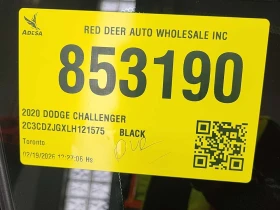 ADESA
RED DEER AUTO WHOLESALE INC
853190
2020 DODGE CHALLENGER
2C3CDZJGXLH121575 BLACK
Toronto